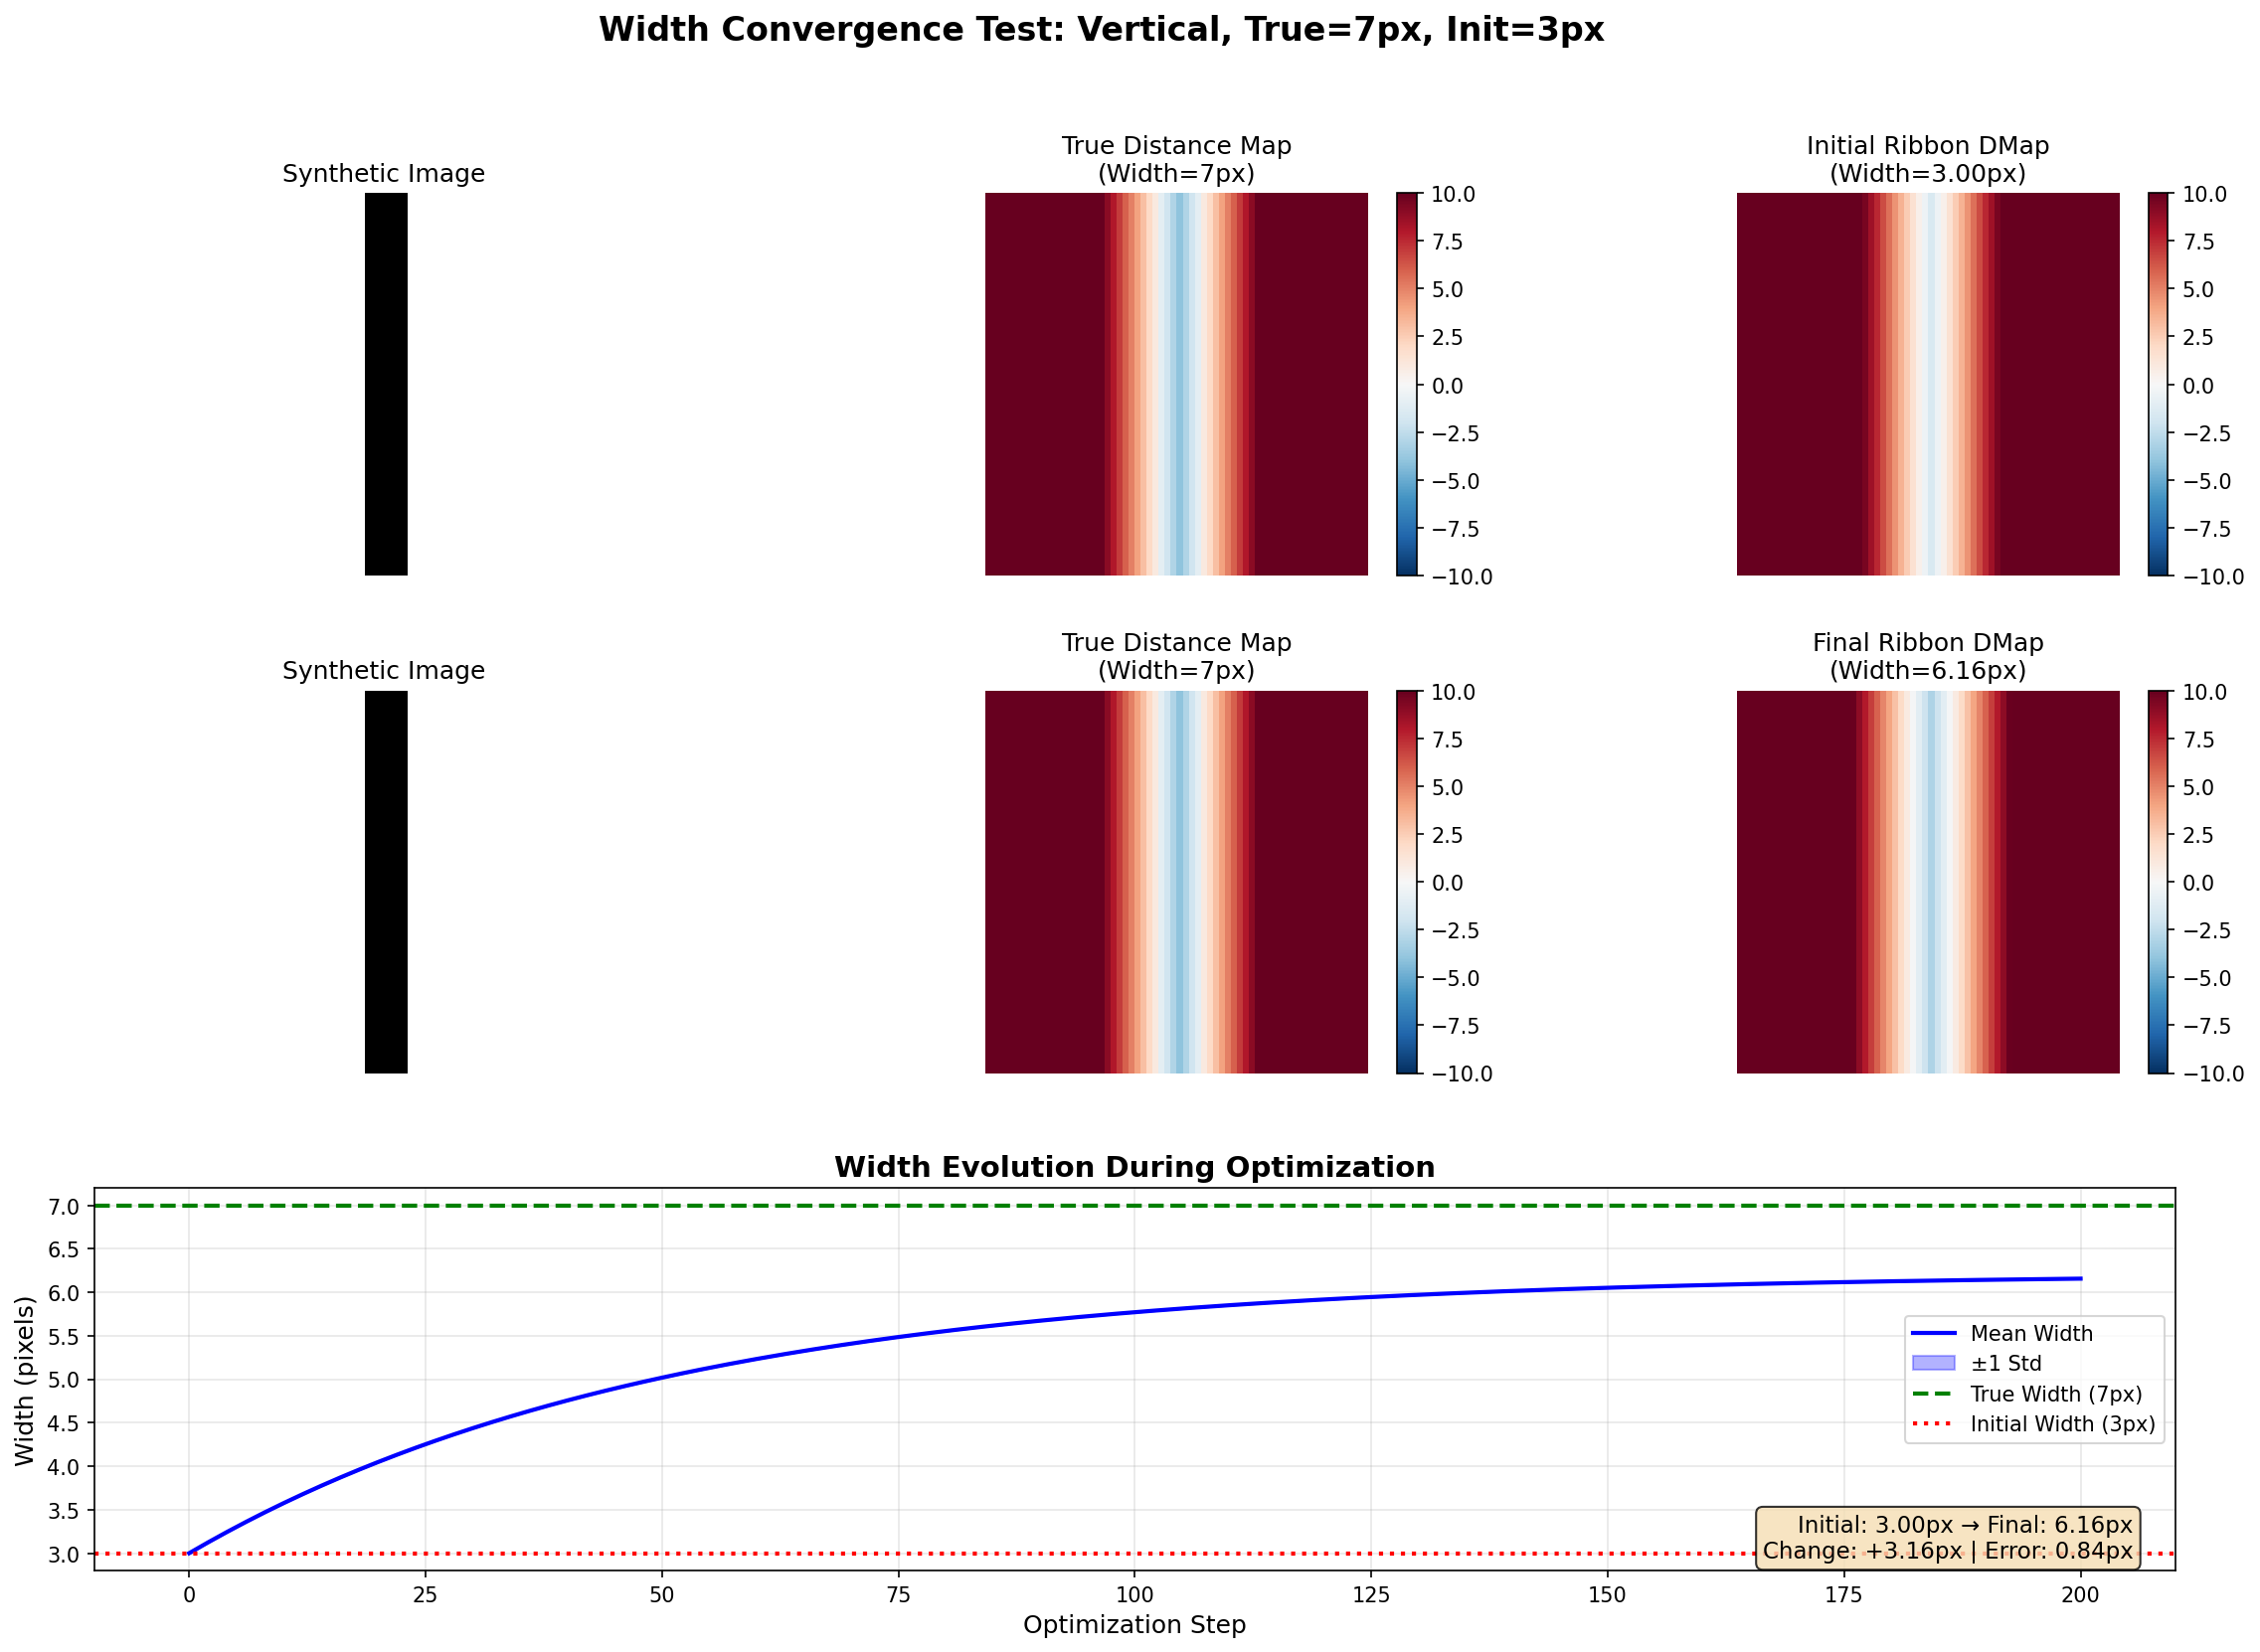 Width Convergence Test: Vertical, True=7px, Init=3px
Synthetic Image
True Distance Map
(Width=7px)
10.0
7.5
5.0
2.5
0.0
−2.5
−5.0
−7.5
−10.0
Initial Ribbon DMap
(Width=3.00px)
10.0
7.5
5.0
2.5
0.0
−2.5
−5.0
−7.5
−10.0
Synthetic Image
True Distance Map
(Width=7px)
10.0
7.5
5.0
2.5
0.0
−2.5
−5.0
−7.5
−10.0
Final Ribbon DMap
(Width=6.16px)
10.0
7.5
5.0
2.5
0.0
−2.5
−5.0
−7.5
−10.0
Width Evolution During Optimization
Width (pixels)
7.0
6.5
6.0
5.5
5.0
4.5
4.0
3.5
3.0
Mean Width
±1 Std
True Width (7px)
Initial Width (3px)
Initial: 3.00px → Final: 6.16px
Change: +3.16px | Error: 0.84px
0 25 50 75 100 125 150 175 200
Optimization Step